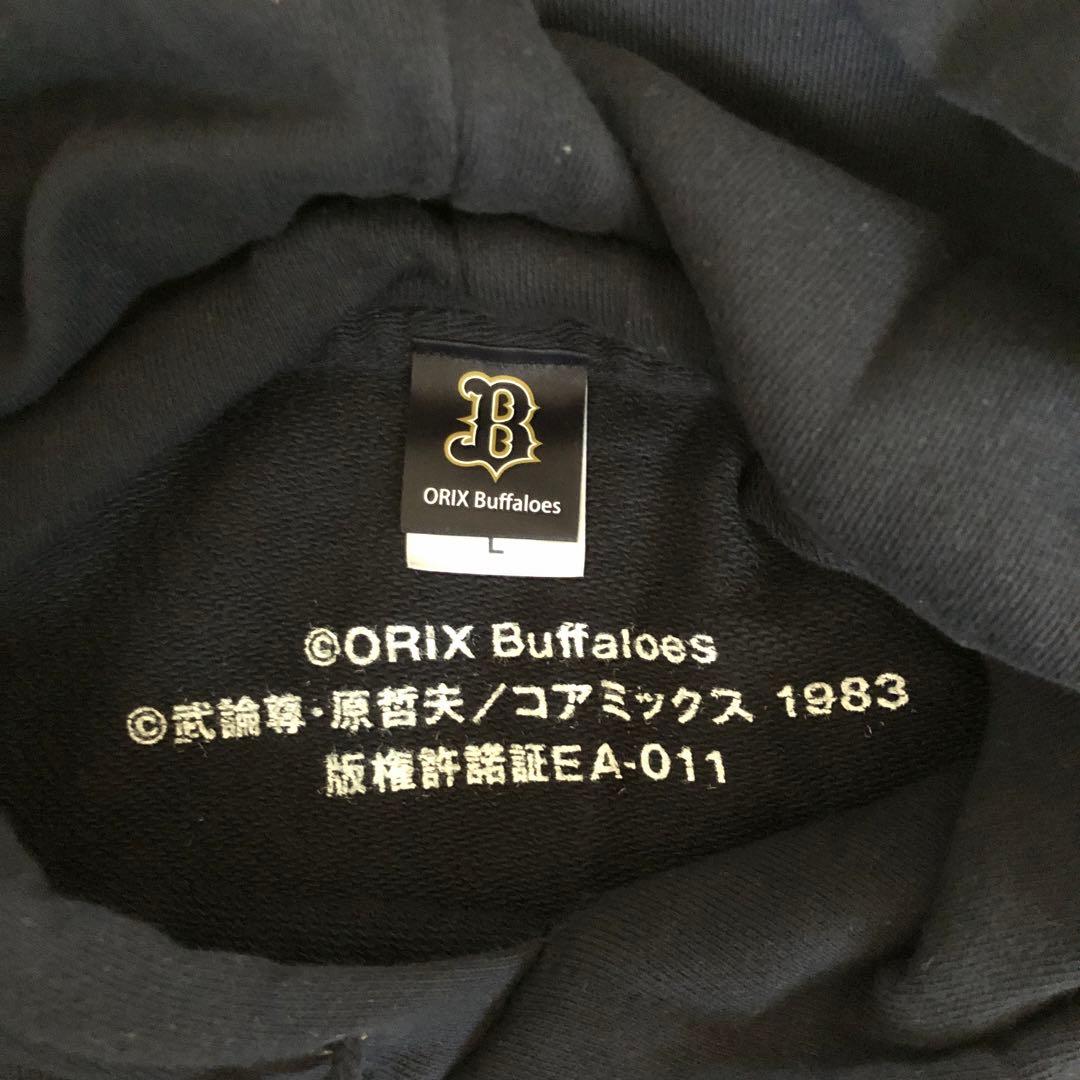 B
ORIX Buffaloes
L
©ORIX Buffaloes
©武論尊・原哲夫/コアミックス 1983
版権許諾証EA-011